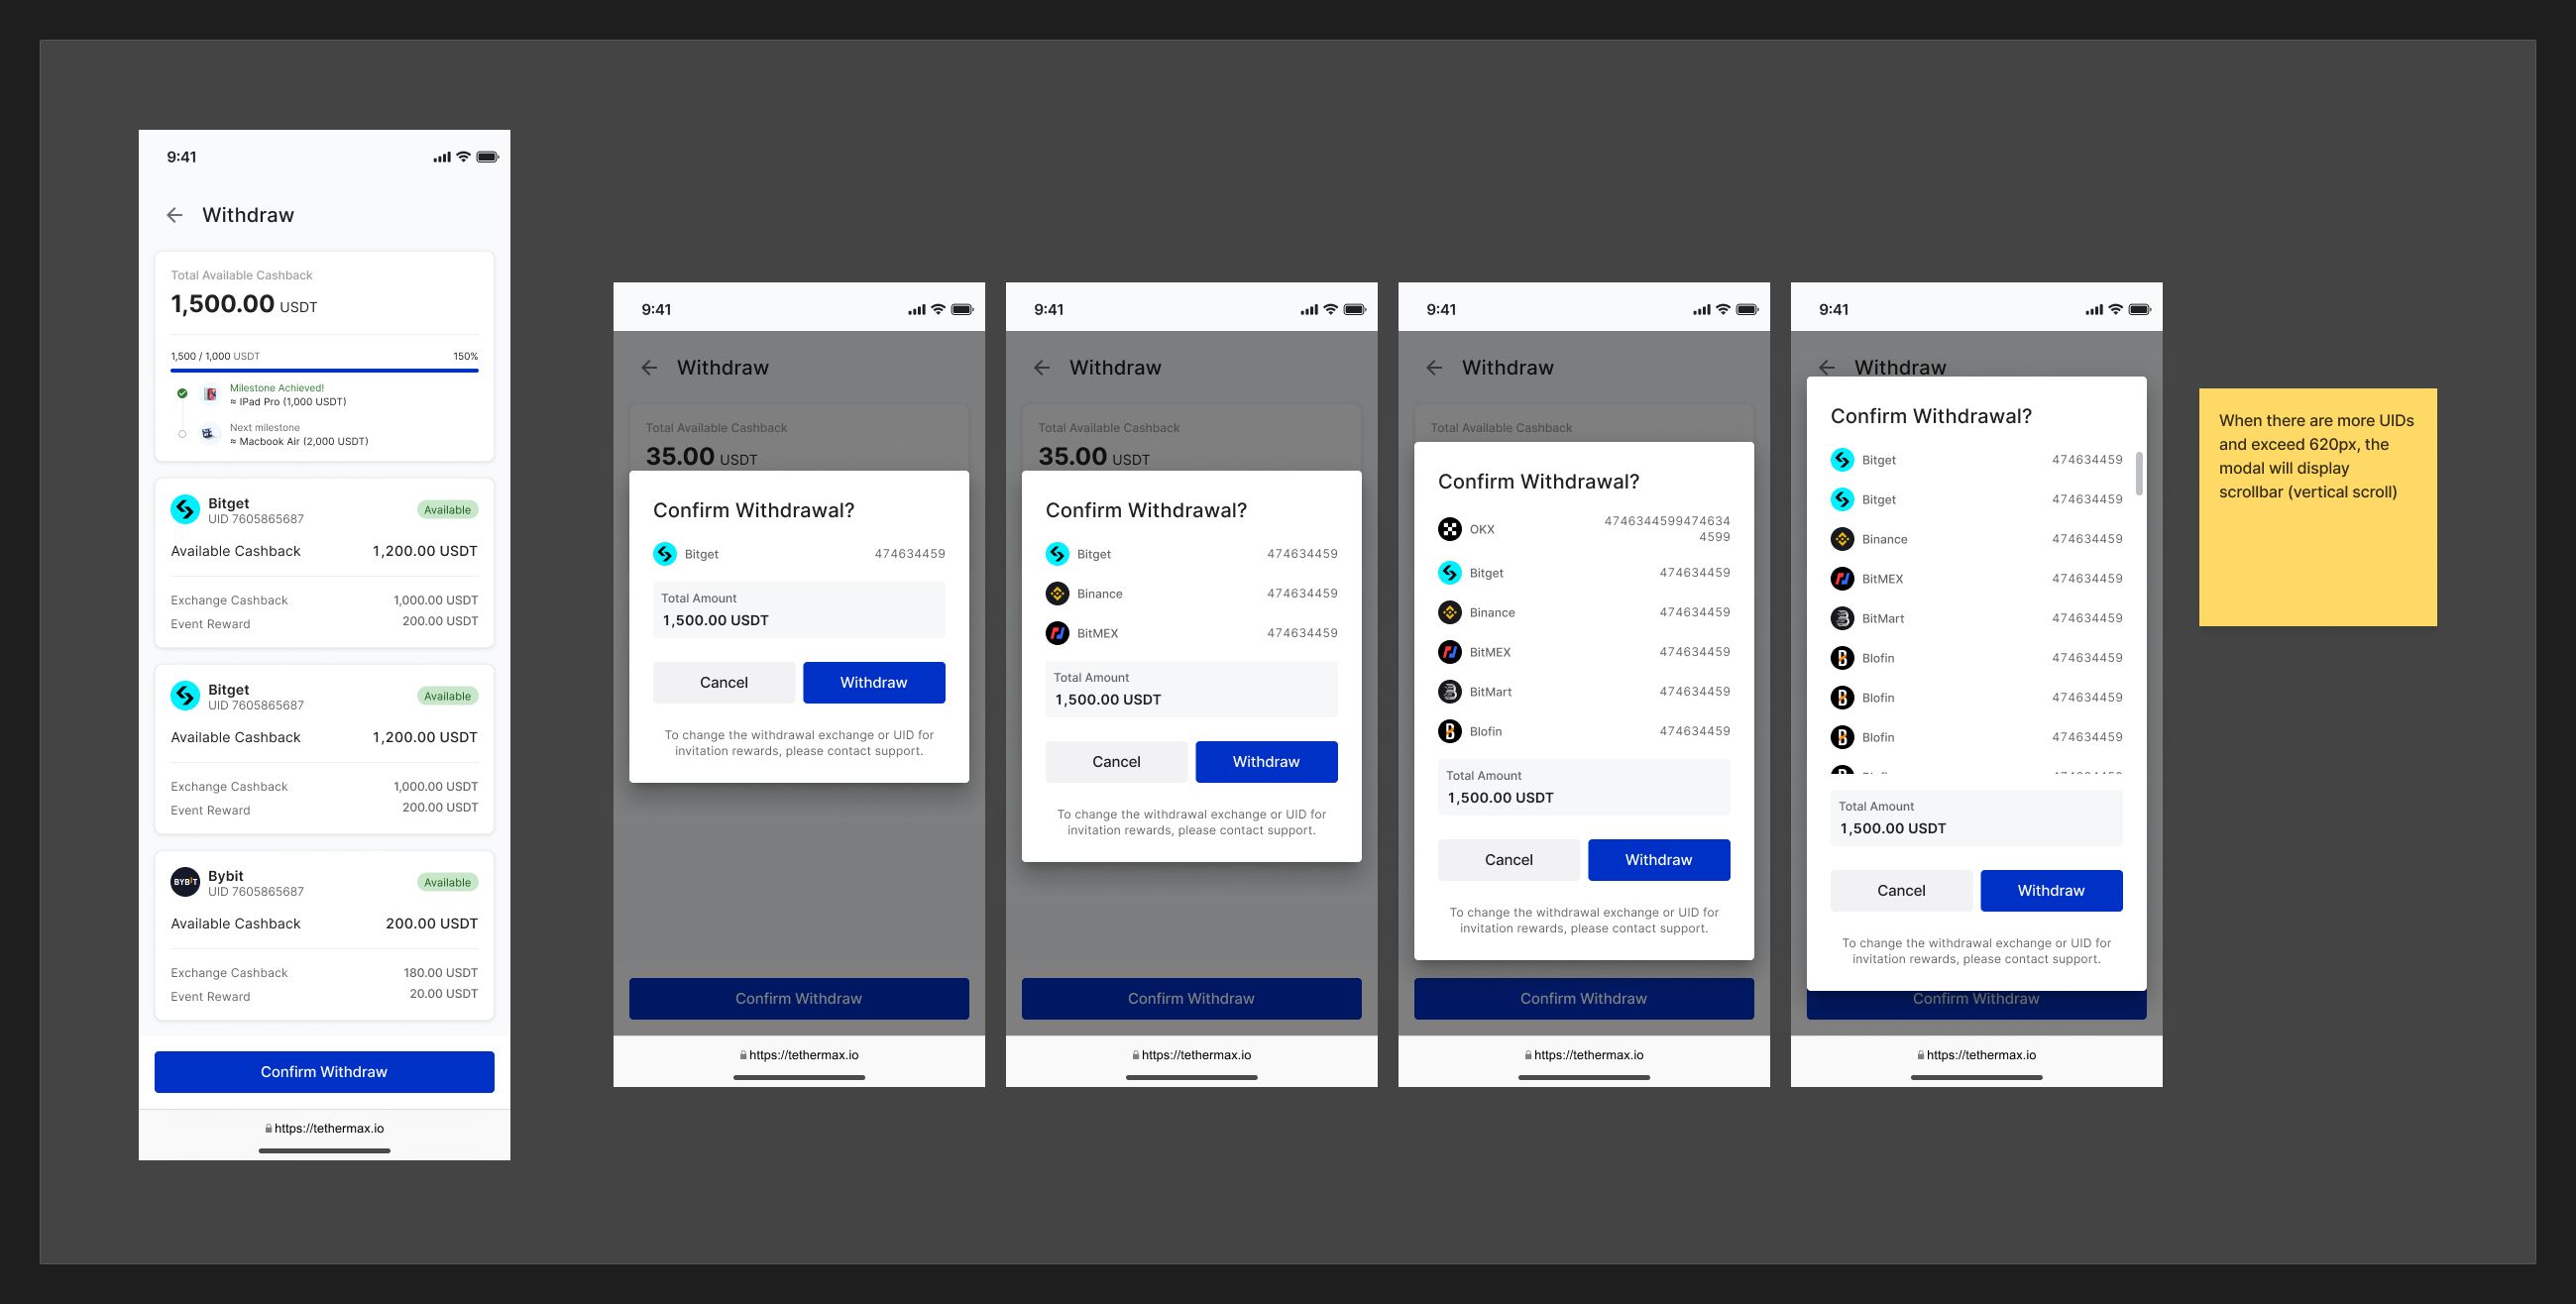 9:41
Withdraw
Total Available Cashback
1,500.00 USDT
1,500 / 1,000 USDT 150%
Milestone Achieved!
≈ IPad Pro (1,000 USDT)
Next milestone
≈ Macbook Air (2,000 USDT)
Bitget
UID 7605865687
Available
Available Cashback 1,200.00 USDT
Exchange Cashback 1,000.00 USDT
Event Reward 200.00 USDT
Bitget
UID 7605865687
Available
Available Cashback 1,200.00 USDT
Exchange Cashback 1,000.00 USDT
Event Reward 200.00 USDT
BYBIT
Bybit
UID 7605865687
Available
Available Cashback 200.00 USDT
Exchange Cashback 180.00 USDT
Event Reward 20.00 USDT
Confirm Withdraw
https://tethermax.io
9:41
Withdraw
Total Available Cashback
35.00 USDT
Confirm Withdrawal?
Bitget 474634459
Total Amount
1,500.00 USDT
Cancel Withdraw
To change the withdrawal exchange or UID for
invitation rewards, please contact support.
Confirm Withdraw
https://tethermax.io
9:41
Withdraw
Total Available Cashback
35.00 USDT
Confirm Withdrawal?
Bitget 474634459
Binance 474634459
BitMEX 474634459
Total Amount
1,500.00 USDT
Cancel Withdraw
To change the withdrawal exchange or UID for
invitation rewards, please contact support.
Confirm Withdraw
https://tethermax.io
9:41
Withdraw
Total Available Cashback
Confirm Withdrawal?
OKX 4746344599474634
4599
Bitget 474634459
Binance 474634459
BitMEX 474634459
BitMart 474634459
Blofin 474634459
Total Amount
1,500.00 USDT
Cancel Withdraw
To change the withdrawal exchange or UID for
invitation rewards, please contact support.
Confirm Withdraw
https://tethermax.io
9:41
Withdraw
Confirm Withdrawal?
Bitget 474634459
Bitget 474634459
Binance 474634459
BitMEX 474634459
BitMart 474634459
Blofin 474634459
Blofin 474634459
Blofin 474634459
Total Amount
1,500.00 USDT
Cancel Withdraw
To change the withdrawal exchange or UID for
invitation rewards, please contact support.
Confirm Withdraw
https://tethermax.io
When there are more UIDs
and exceed 620px, the
modal will display
scrollbar (vertical scroll)